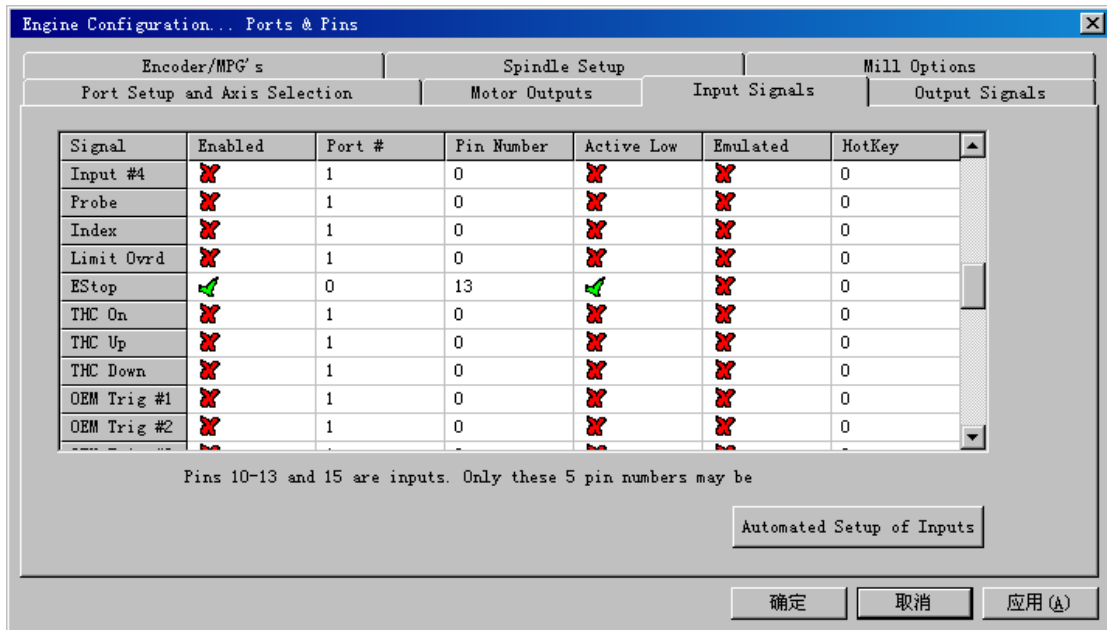 Engine Configuration... Ports & Pins
Encoder/MPG's Spindle Setup Mill Options
Port Setup and Axis Selection Motor Outputs Input Signals Output Signals
Signal Enabled Port # Pin Number Active Low Emulated HotKey
Input #4 1 0 0
Probe 1 0 0
Index 1 0 0
Limit Ovrd 1 0 0
EStop 0 13 0
THC On 1 0 0
THC Up 1 0 0
THC Down 1 0 0
OEM Trig #1 1 0 0
OEM Trig #2 1 0 0
Pins 10-13 and 15 are inputs. Only these 5 pin numbers may be
Automated Setup of Inputs
确定 取消 应用(A)